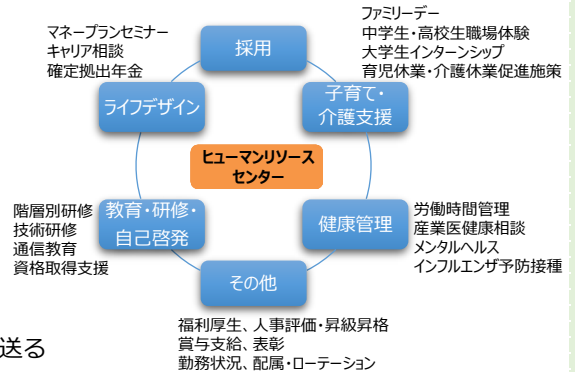 ファミリーデー
中学生・高校生職場体験
大学生インターンシップ
育児休業・介護休業促進施策
マネープランセミナー
キャリア相談
確定拠出年金
採用
子育て・
介護支援
ライフデザイン
ヒューマンリソース
センター
階層別研修
技術研修
通信教育
資格取得支援
教育・研修・
自己啓発
健康管理
労働時間管理
産業医健康相談
メンタルヘルス
インフルエンザ予防接種
その他
福利厚生、人事評価・昇級昇格
賞与支給、表彰
勤務状況、配属・ローテーション
送る